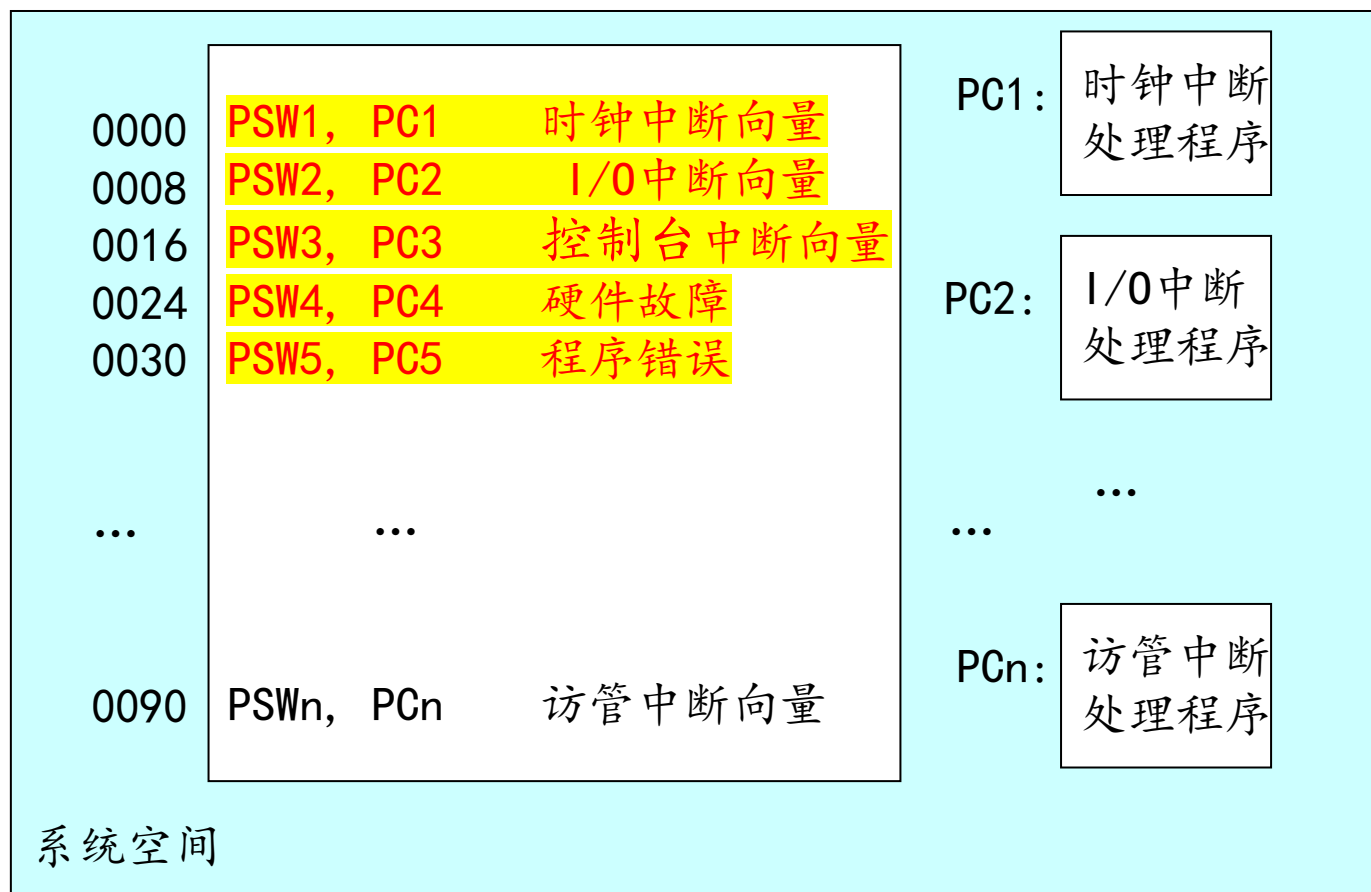 0000 PSW1, PC1 时钟中断向量
0008 PSW2, PC2 I/O中断向量
0016 PSW3, PC3 控制台中断向量
0024 PSW4, PC4 硬件故障
0030 PSW5, PC5 程序错误
... ...
0090 PSWn, PCn 访管中断向量
PC1: 时钟中断
处理程序
PC2: I/O中断
处理程序
...
...
PCn: 访管中断
处理程序
系统空间